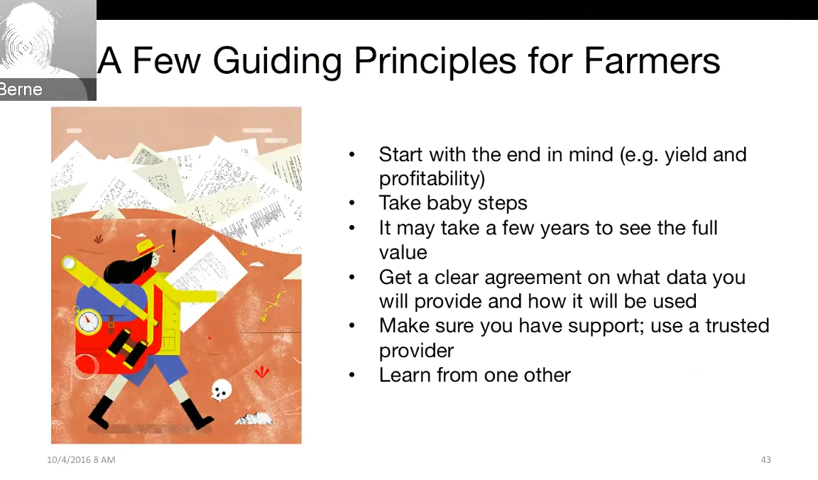 A Few Guiding Principles for Farmers
Berne
• Start with the end in mind (e.g. yield and
profitability)
• Take baby steps
• It may take a few years to see the full
value
• Get a clear agreement on what data you
will provide and how it will be used
• Make sure you have support; use a trusted
provider
• Learn from one other
!
10/4/2016 8 AM
43